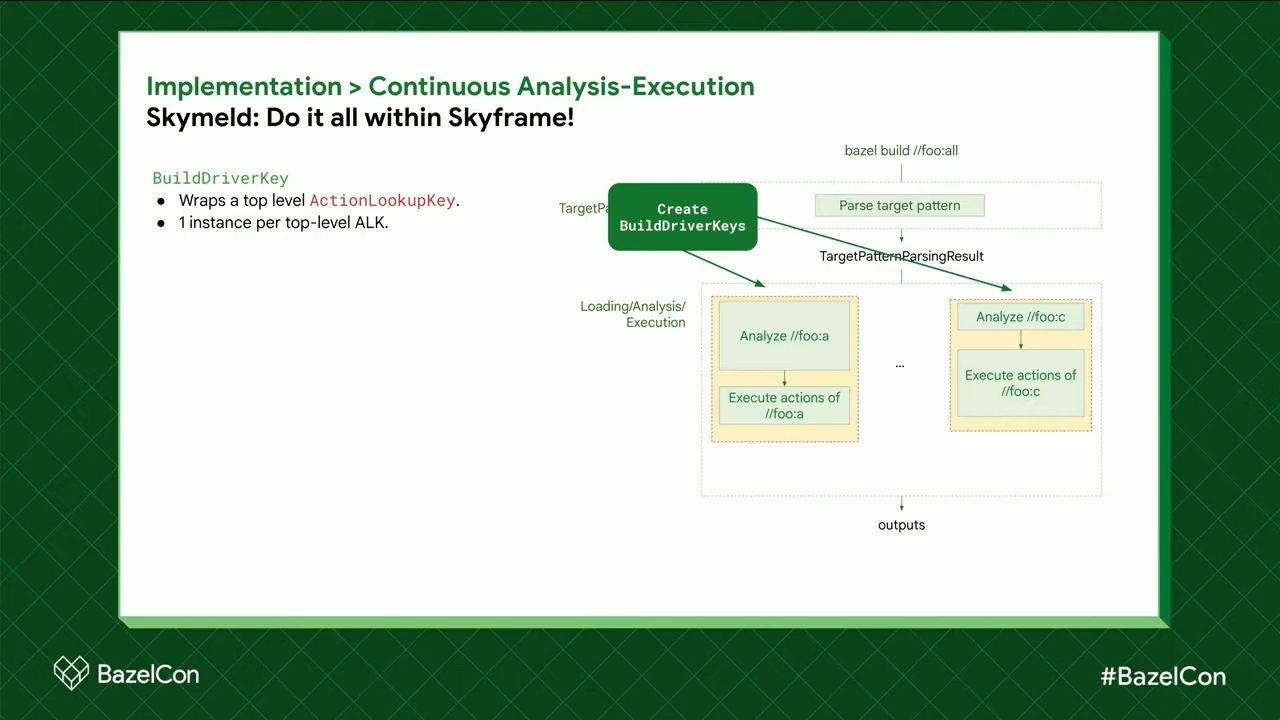 Implementation > Continuous Analysis-Execution
Skymeld: Do it all within Skyframe!
BuildDriverKey
● Wraps a top level ActionLookupKey.
● 1 instance per top-level ALK.
bazel build //foo:all
TargetPa
Create
BuildDriverKeys
Parse target pattern
TargetPatternParsingResult
Loading/Analysis/
Execution
Analyze //foo:a
Execute actions of
//foo:a
...
Analyze //foo:c
Execute actions of
//foo:c
outputs
BazelCon
#BazelCon